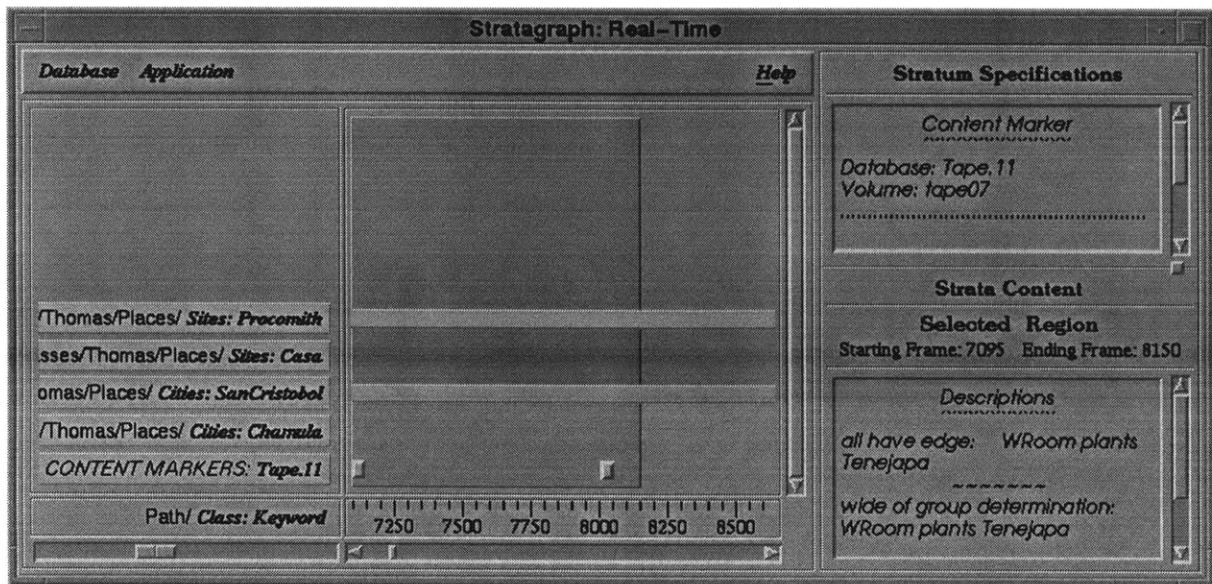 Stratagraph: Real-Time
Database Application Help
/Thomas/Places/ Sites: Procomith
asses/Thomas/Places/ Sites: Casa
omas/Places/ Cities: SanCristobol
/Thomas/Places/ Cities: Chamula
CONTENT MARKERS: Tape.11
Path/ Class: Keyword
7250 7500 7750 8000 8250 8500
Stratum Specifications
Content Marker
Database: Tape.11
Volume: tape07
Strata Content
Selected Region
Starting Frame: 7095 Ending Frame: 8150
Descriptions
all have edge: WRoom plants
Tenejapa
~~~~~~~
wide of group determination:
WRoom plants Tenejapa